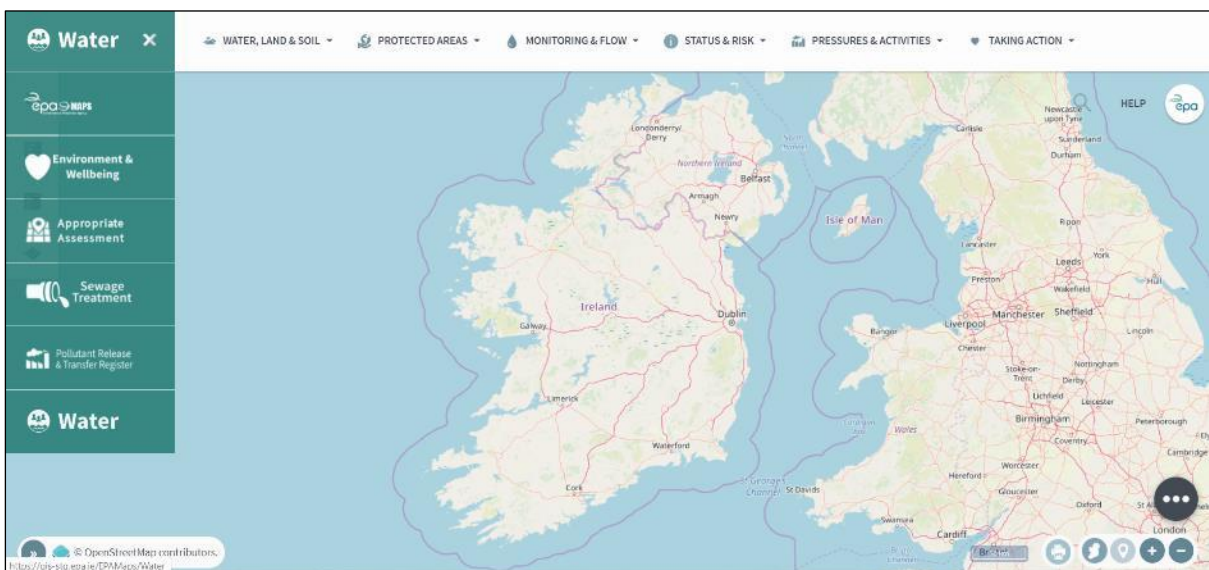 Water ×
WATER, LAND & SOIL
PROTECTED AREAS
MONITORING & FLOW
STATUS & RISK
PRESSURES & ACTIVITIES
TAKING ACTION
epa MAPS
Environment &
Wellbeing
Appropriate
Assessment
Sewage
Treatment
Pollutant Release
& Transfer Register
Water
HELP
epa
Newcastle
upon Tyne
Carlisle
Sunderland
Durham
Londonderry/
Derry
Northern Ireland
Belfast
Armagh
Newry
Isle of Man
Ripon
Lancaster
York
Leeds
Preston
Wakefield
Hull
Ireland
Dublin
Galway
Bangor
Liverpool
Manchester
Sheffield
Lincoln
Chester
Stoke-on-
Trent
Nottingham
Derby
Lichfield
Leicester
Limerick
Birmingham
Peterborough
Wales
Coventry
Waterford
Cambridge
Worcester
Hereford
Cork
St George's
Channel
St Davids
Gloucester
Oxford
Swansea
Cardiff
London
© OpenStreetMap contributors.
https://gis-stg.epa.ie/EPAMaps/Water